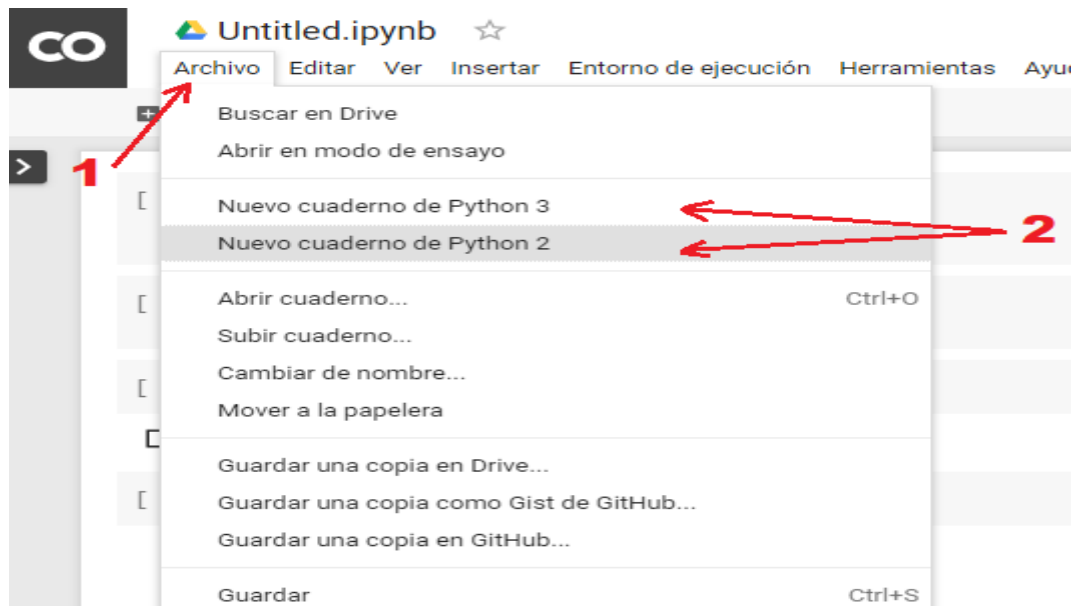 CO
Untitled.ipynb
Archivo Editar Ver Insertar Entorno de ejecución Herramientas
Buscar en Drive
Abrir en modo de ensayo
1
Nuevo cuaderno de Python 3
2
Nuevo cuaderno de Python 2
Abrir cuaderno... Ctrl+O
Subir cuaderno...
Cambiar de nombre...
Mover a la papelera
Guardar una copia en Drive...
Guardar una copia como Gist de GitHub...
Guardar una copia en GitHub...
Guardar Ctrl+S